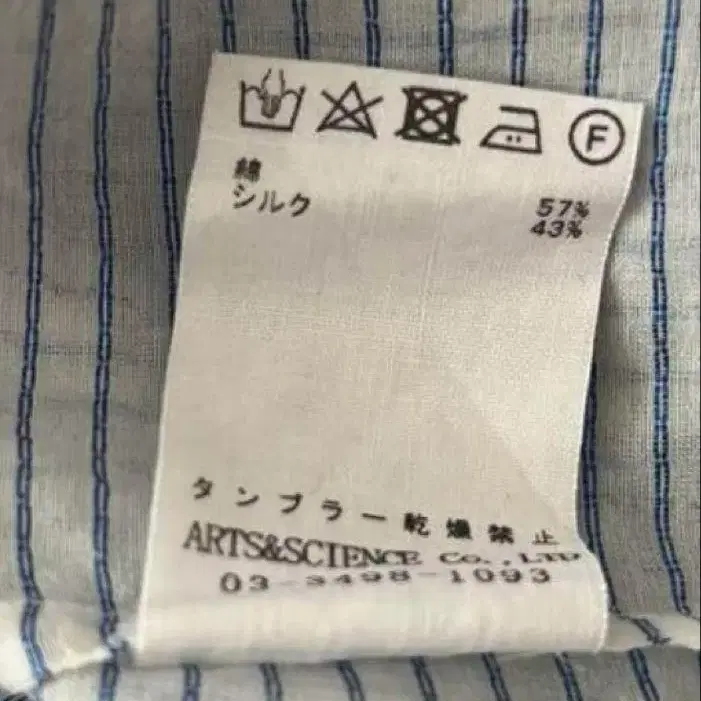 F
綿 57%
シルク 43%
タンブラー乾燥禁止
ARTS&SCIENCE Co.,LTD
03-3498-1093